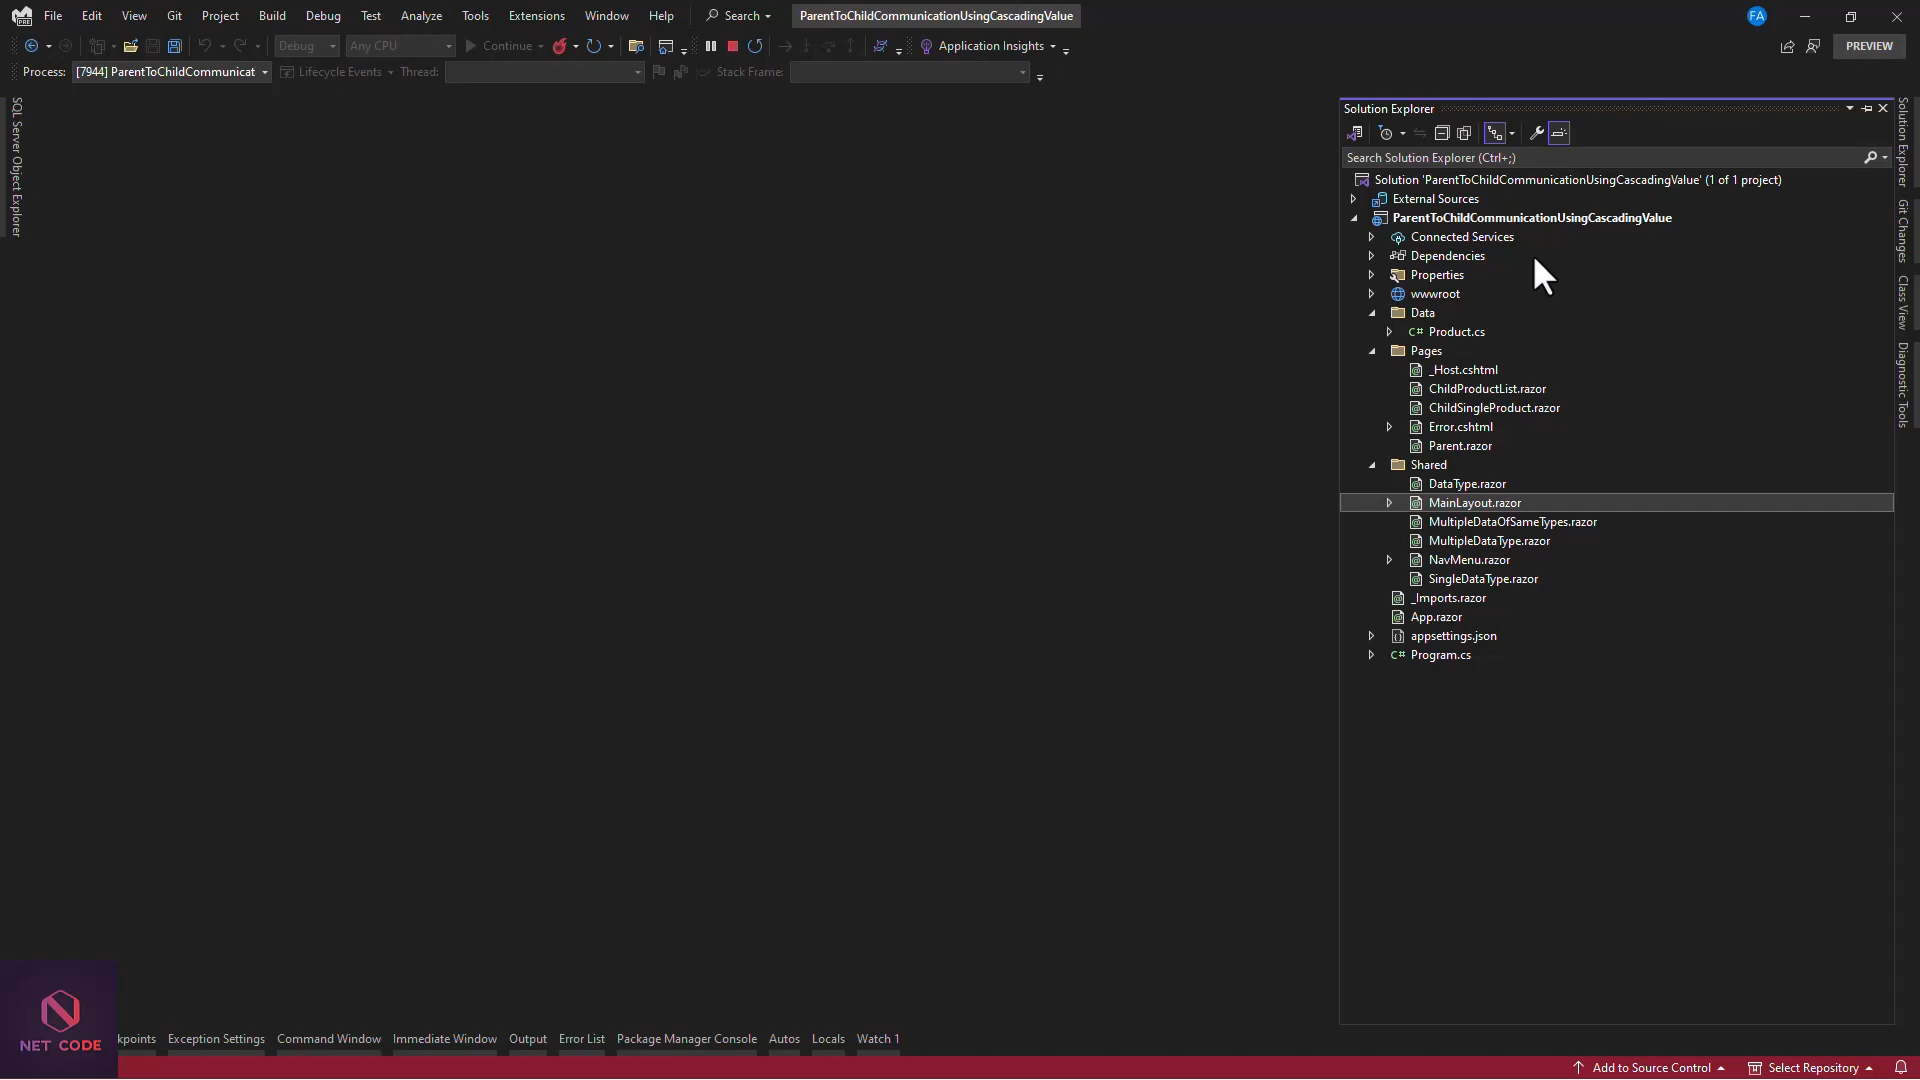 File Edit View Git Project Build Debug Test Analyze Tools Extensions Window Help Search ParentToChildCommunicationUsingCascadingValue FA
Debug Any CPU Continue Application Insights PREVIEW
Process: [7944] ParentToChildCommunicat Lifecycle Events Thread: Stack Frame:
SQL Server Object Explorer
Solution Explorer
Search Solution Explorer (Ctrl+;)
Solution 'ParentToChildCommunicationUsingCascadingValue' (1 of 1 project)
External Sources
ParentToChildCommunicationUsingCascadingValue
Connected Services
Dependencies
Properties
wwwroot
Data
C# Product.cs
Pages
_Host.cshtml
ChildProductList.razor
ChildSingleProduct.razor
Error.cshtml
Parent.razor
Shared
DataType.razor
MainLayout.razor
MultipleDataOfSameTypes.razor
MultipleDataType.razor
NavMenu.razor
SingleDataType.razor
_Imports.razor
App.razor
appsettings.json
C# Program.cs
Solution Explorer
Git Changes
Class View
Diagnostic Tools
NET CODE
kpoints Exception Settings Command Window Immediate Window Output Error List Package Manager Console Autos Locals Watch 1
Add to Source Control Select Repository